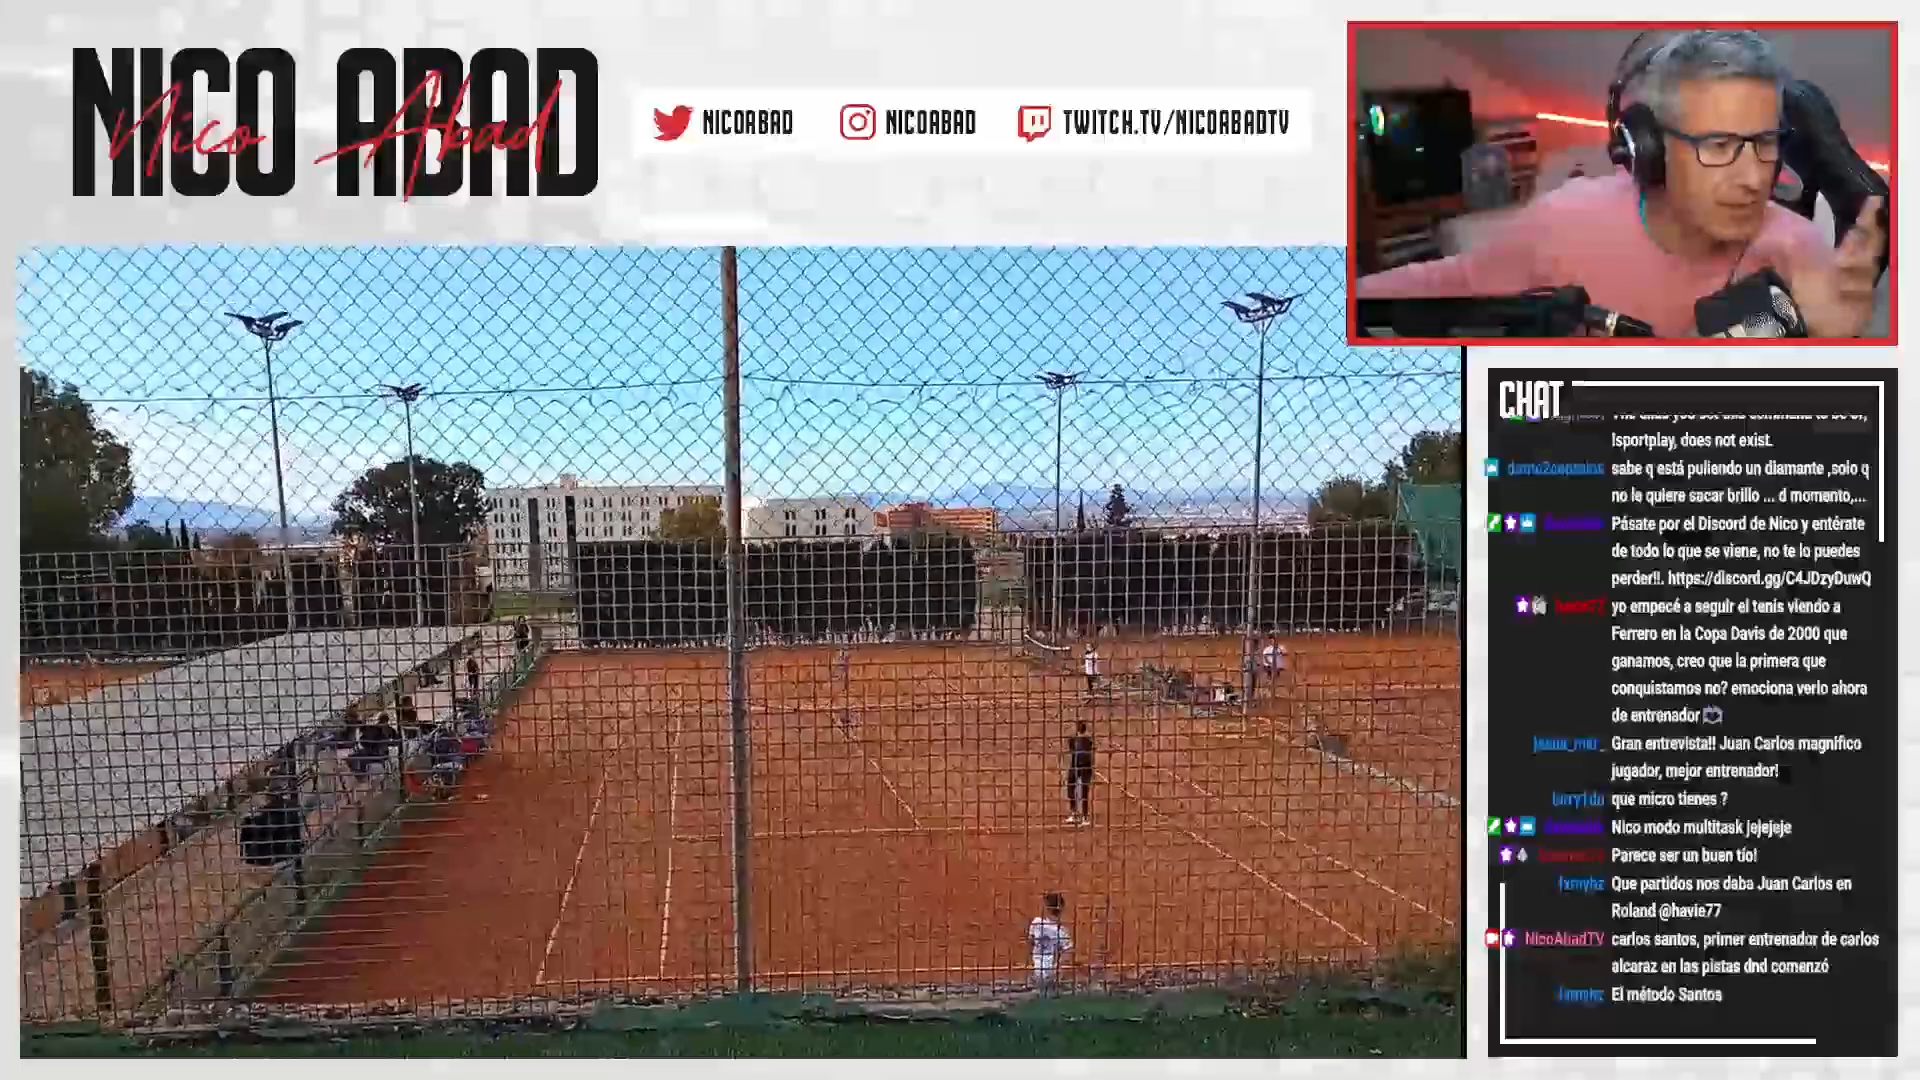 NICO ABAD
Nico Abad
NICOABAD
NICOABAD
TWITCH.TV/NICOABADTV
CHAT
lsportplay, does not exist.
sabe q está puliendo un diamante ,solo q
no le quiere sacar brillo ... d momento,...
Pásate por el Discord de Nico y entérate
de todo lo que se viene, no te lo puedes
perder!!. https://discord.gg/C4JDzyDuwQ
havie77 yo empecé a seguir el tenis viendo a
Ferrero en la Copa Davis de 2000 que
ganamos, creo que la primera que
conquistamos no? emociona verlo ahora
de entrenador
Gran entrevista!! Juan Carlos magnífico
jugador, mejor entrenador!
que micro tienes ?
Nico modo multitask jejejeje
Parece ser un buen tío!
Que partidos nos daba Juan Carlos en
Roland @havie77
NicoAbadTV carlos santos, primer entrenador de carlos
alcaraz en las pistas dnd comenzó
El método Santos